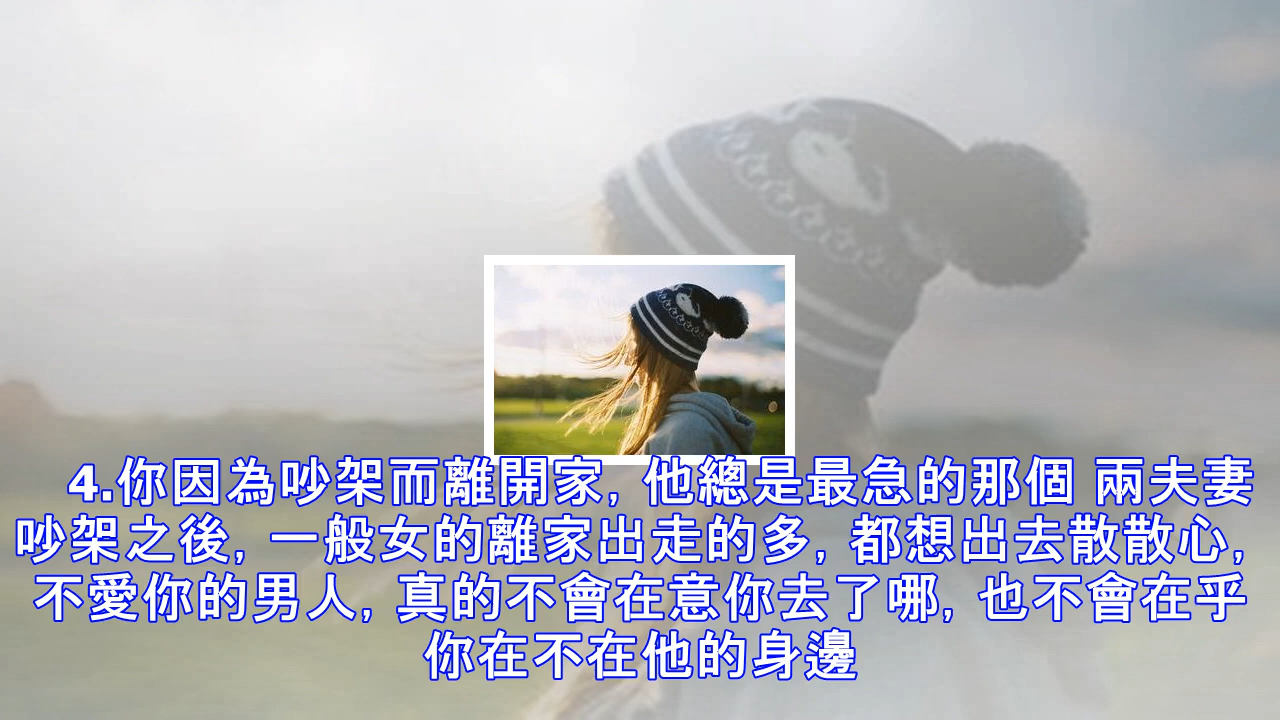 4.你因為吵架而離開家, 他總是最急的那個 兩夫妻
吵架之後, 一般女的離家出走的多, 都想出去散散心,
不愛你的男人, 真的不會在意你去了哪, 也不會在乎
你在不在他的身邊